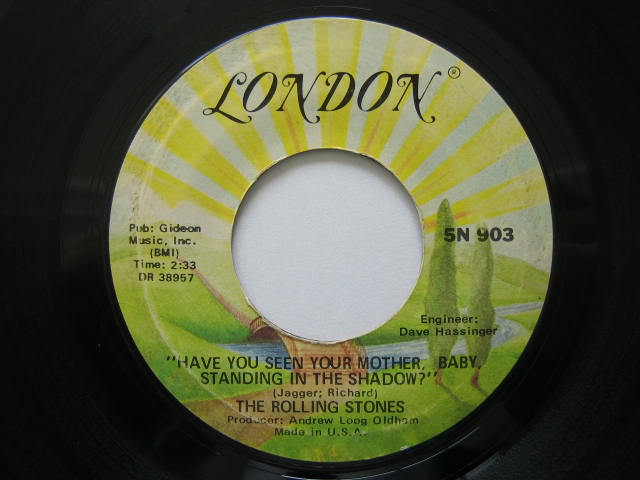 LONDON®
Pub: Gideon
Music, Inc.
(BMI)
Time: 2:33
DR 38957
5N 903
Engineer:
Dave Hassinger
"HAVE YOU SEEN YOUR MOTHER, BABY,
STANDING IN THE SHADOW?"
(Jagger; Richard)
THE ROLLING STONES
Producer: Andrew Loog Oldham
Made in U.S.A.